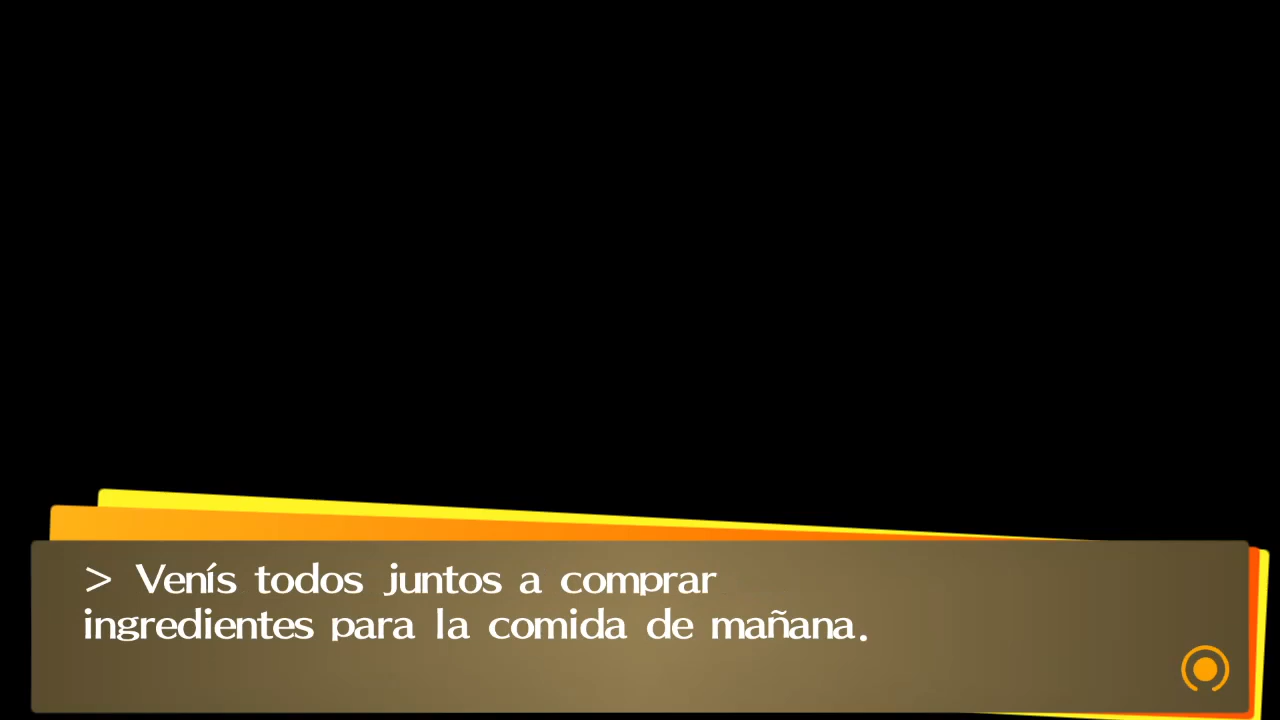 > Venís todos juntos a comprar
ingredientes para la comida de mañana.